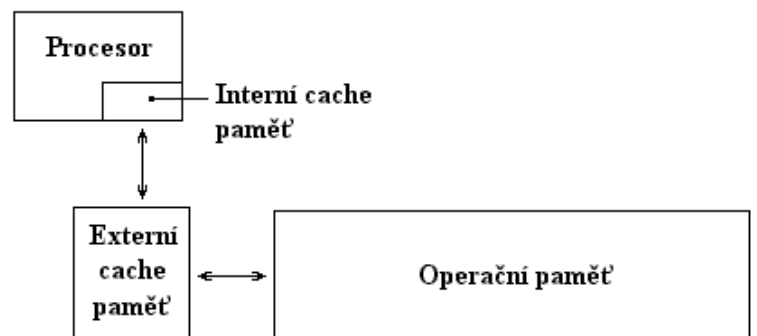 Procesor
Interní cache
paměť
Externí
cache
paměť
Operační paměť